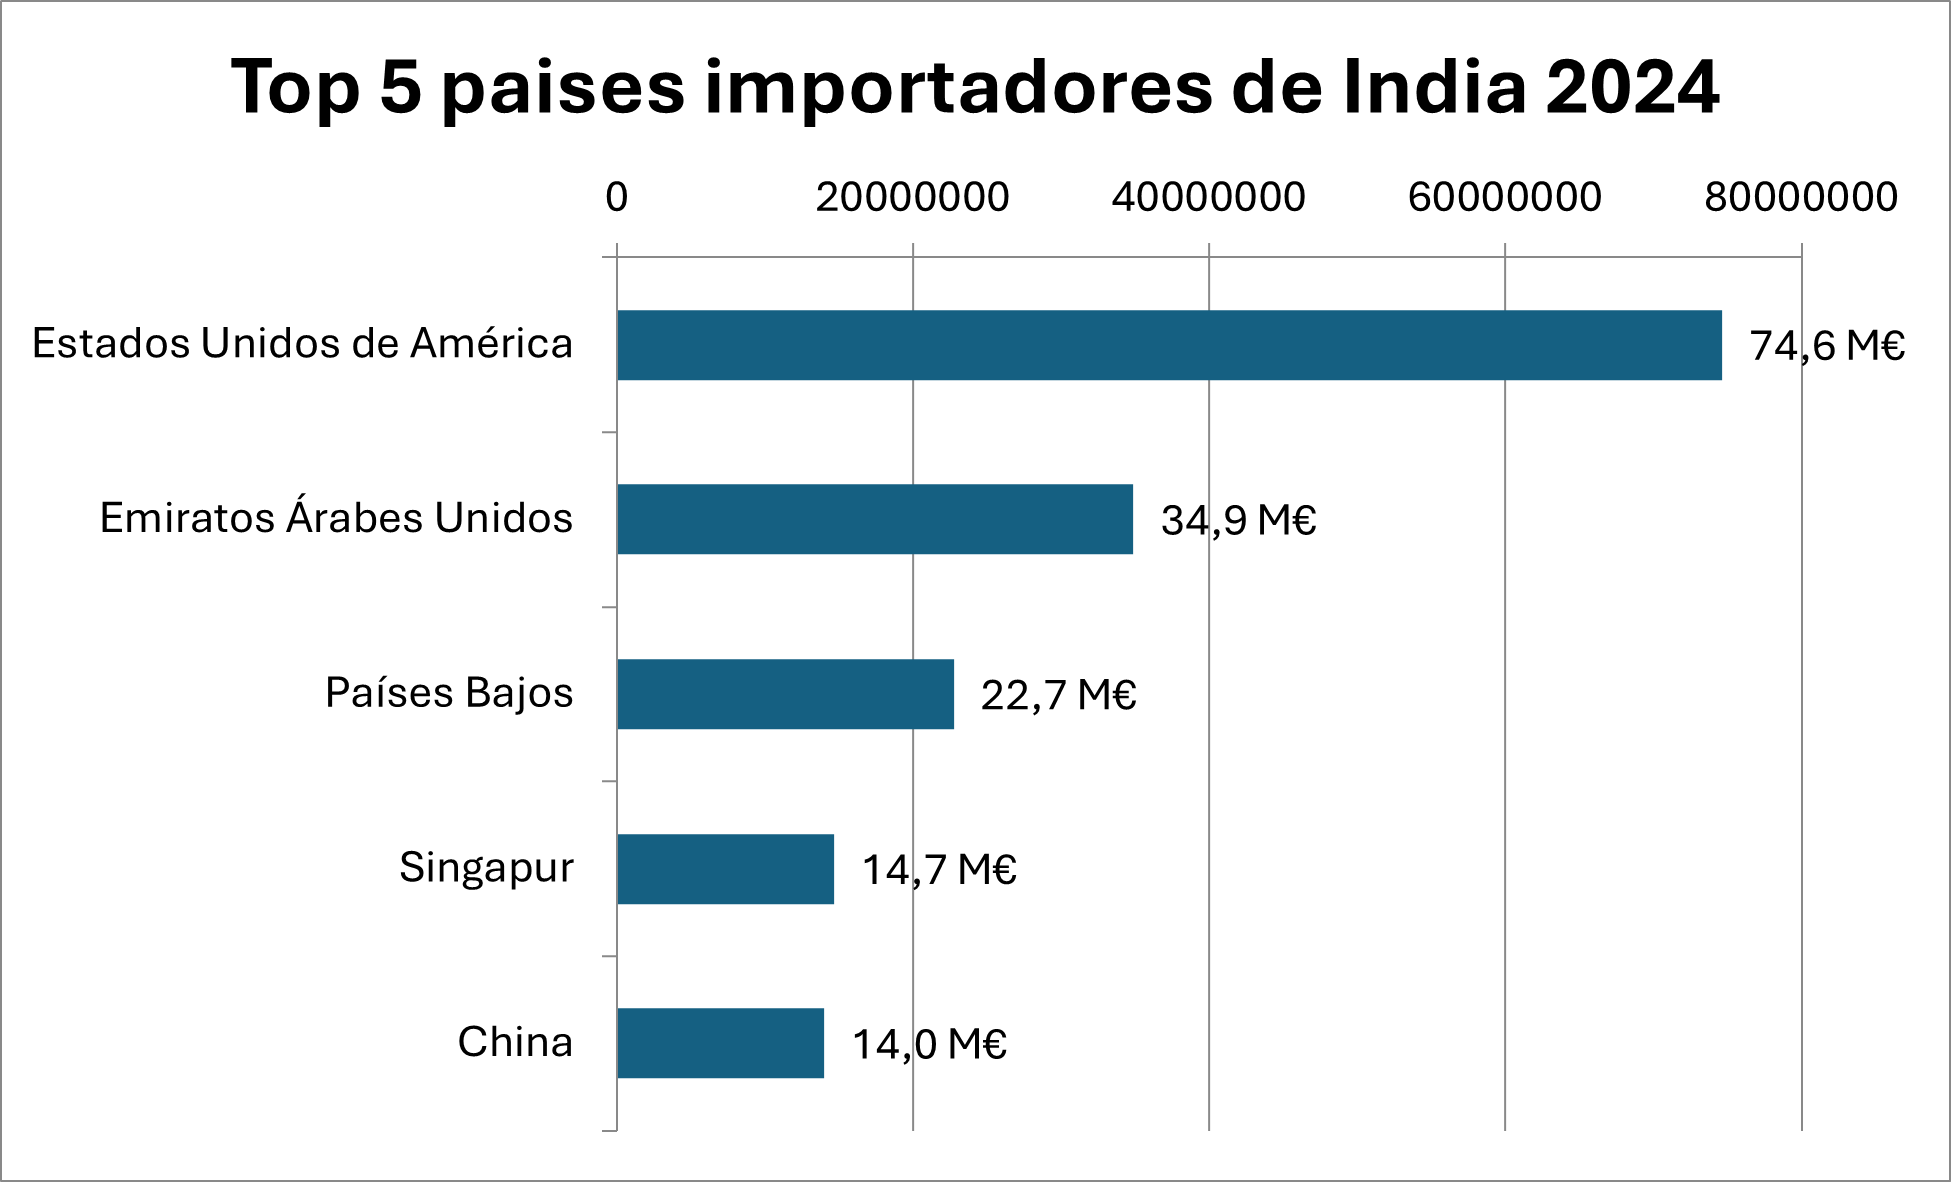 Top 5 paises importadores de India 2024
0 20000000 40000000 60000000 80000000
Estados Unidos de América 74,6 M€
Emiratos Árabes Unidos 34,9 M€
Países Bajos 22,7 M€
Singapur 14,7 M€
China 14,0 M€